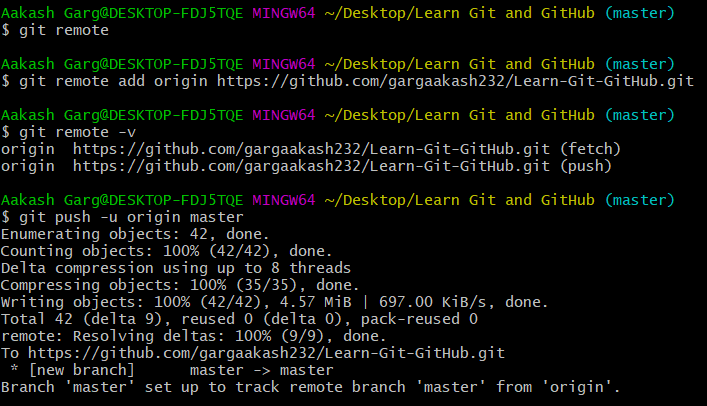 Aakash Garg@DESKTOP-FDJ5TQE MINGW64 ~/Desktop/Learn Git and GitHub (master)
$ git remote
Aakash Garg@DESKTOP-FDJ5TQE MINGW64 ~/Desktop/Learn Git and GitHub (master)
$ git remote add origin https://github.com/gargaakash232/Learn-Git-GitHub.git
Aakash Garg@DESKTOP-FDJ5TQE MINGW64 ~/Desktop/Learn Git and GitHub (master)
$ git remote -v
origin  https://github.com/gargaakash232/Learn-Git-GitHub.git (fetch)
origin  https://github.com/gargaakash232/Learn-Git-GitHub.git (push)
Aakash Garg@DESKTOP-FDJ5TQE MINGW64 ~/Desktop/Learn Git and GitHub (master)
$ git push -u origin master
Enumerating objects: 42, done.
Counting objects: 100% (42/42), done.
Delta compression using up to 8 threads
Compressing objects: 100% (35/35), done.
Writing objects: 100% (42/42), 4.57 MiB | 697.00 KiB/s, done.
Total 42 (delta 9), reused 0 (delta 0), pack-reused 0
remote: Resolving deltas: 100% (9/9), done.
To https://github.com/gargaakash232/Learn-Git-GitHub.git
 * [new branch]      master -> master
Branch 'master' set up to track remote branch 'master' from 'origin'.